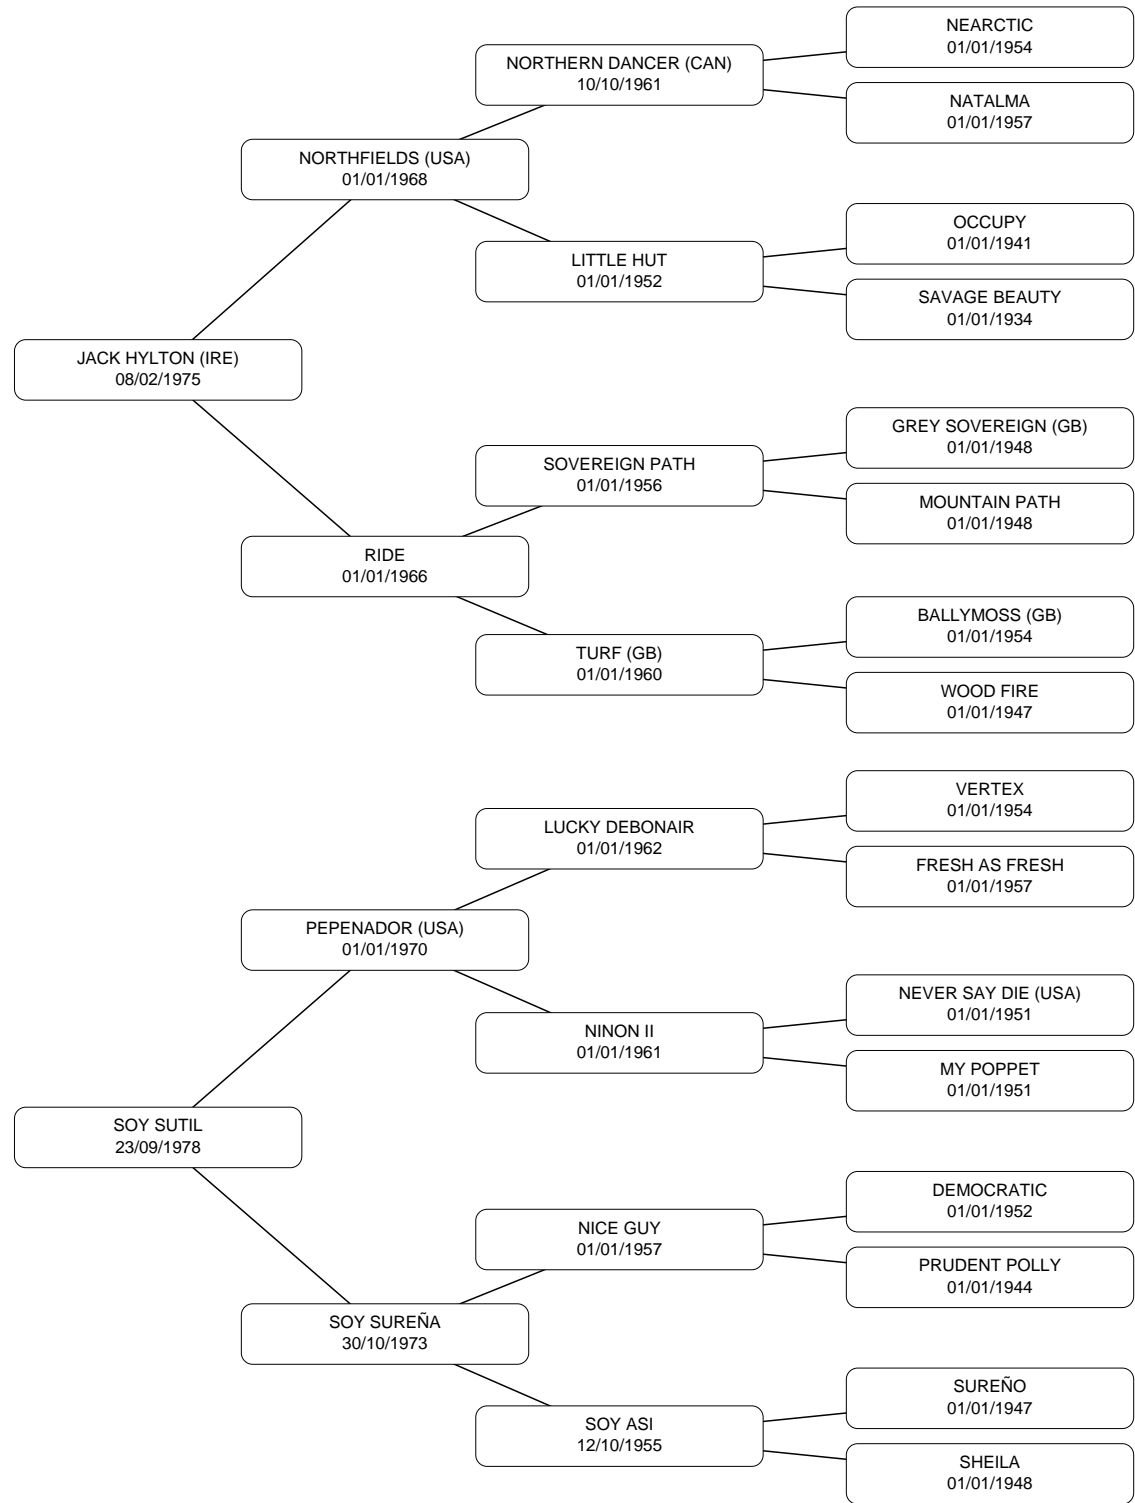 NEARCTIC
01/01/1954
NORTHERN DANCER (CAN)
10/10/1961
NATALMA
01/01/1957
NORTHFIELDS (USA)
01/01/1968
OCCUPY
01/01/1941
LITTLE HUT
01/01/1952
SAVAGE BEAUTY
01/01/1934
JACK HYLTON (IRE)
08/02/1975
GREY SOVEREIGN (GB)
01/01/1948
SOVEREIGN PATH
01/01/1956
MOUNTAIN PATH
01/01/1948
RIDE
01/01/1966
BALLYMOSS (GB)
01/01/1954
TURF (GB)
01/01/1960
WOOD FIRE
01/01/1947
VERTEX
01/01/1954
LUCKY DEBONAIR
01/01/1962
FRESH AS FRESH
01/01/1957
PEPENADOR (USA)
01/01/1970
NEVER SAY DIE (USA)
01/01/1951
NINON II
01/01/1961
MY POPPET
01/01/1951
SOY SUTIL
23/09/1978
DEMOCRATIC
01/01/1952
NICE GUY
01/01/1957
PRUDENT POLLY
01/01/1944
SOY SUREÑA
30/10/1973
SUREÑO
01/01/1947
SOY ASI
12/10/1955
SHEILA
01/01/1948